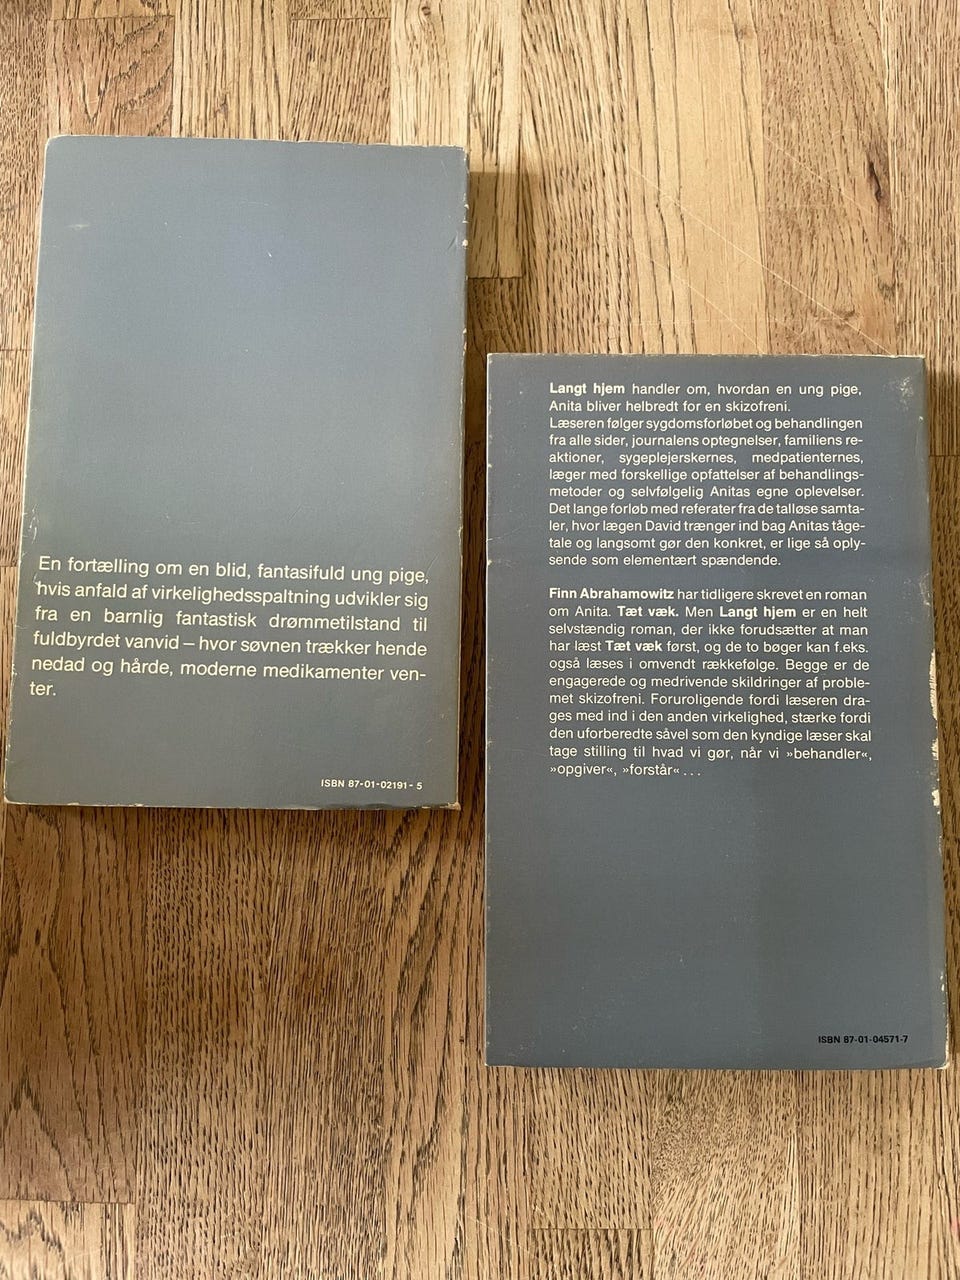 En fortælling om en blid, fantasifuld ung pige,
hvis anfald af virkelighedsspaltning udvikler sig
fra en barnlig fantastisk drømmetilstand til
fuldbyrdet vanvid – hvor søvnen trækker hende
nedad og hårde, moderne medikamenter ven-
ter.
ISBN 87-01-02191-5
Langt hjem handler om, hvordan en ung pige,
Anita bliver helbredt for en skizofreni.
Læseren følger sygdomsforløbet og behandlingen
fra alle sider, journalens optegnelser, familiens re-
aktioner, sygeplejerskernes, medpatienternes,
læger med forskellige opfattelser af behandlings-
metoder og selvfølgelig Anitas egne oplevelser.
Det lange forløb med referater fra de talløse samta-
ler, hvor lægen David trænger ind bag Anitas tåge-
tale og langsomt gør den konkret, er lige så oply-
sende som elementært spændende.
Finn Abrahamowitz har tidligere skrevet en roman
om Anita. Tæt væk. Men Langt hjem er en helt
selvstændig roman, der ikke forudsætter at man
har læst Tæt væk først, og de to bøger kan f.eks.
også læses i omvendt rækkefølge. Begge er de
engagerede og medrivende skildringer af proble-
met skizofreni. Foruroligende fordi læseren dra-
ges med ind i den anden virkelighed, stærke fordi
den uforberedte såvel som den kyndige læser skal
tage stilling til hvad vi gør, når vi »behandler«,
»opgiver«, »forstår« . . .
ISBN 87-01-04571-7